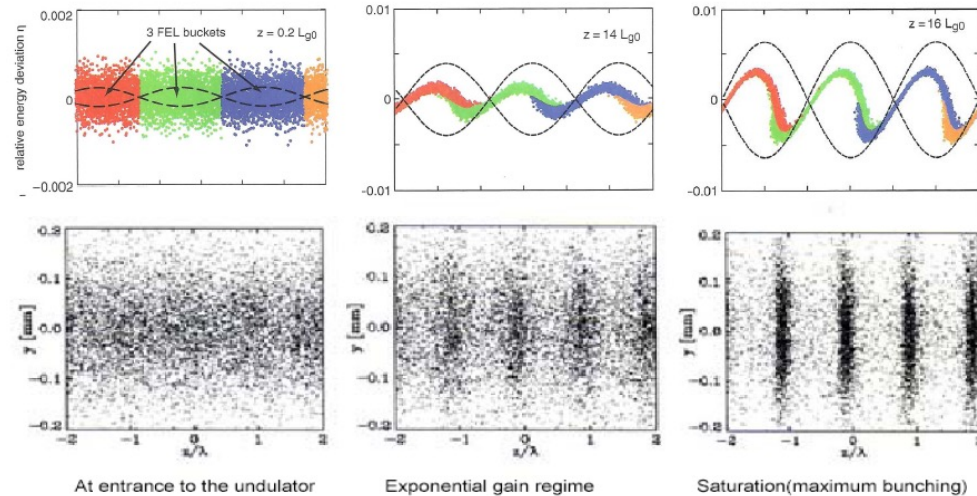 0.002
3 FEL buckets
z = 0.2 Lg0
relative energy deviation η
0
−0.002
0.01
z = 14 Lg0
0
−0.01
0.01
z = 16 Lg0
0
−0.01
0.2
0.1
0.0
−0.1
−0.2
y [mm]
−2
−1
0
1
2
z/λ
0.2
0.1
0.0
−0.1
−0.2
y [mm]
−2
−1
0
1
2
z/λ
0.2
0.1
0.0
−0.1
−0.2
y [mm]
−2
−1
0
1
2
z/λ
At entrance to the undulator
Exponential gain regime
Saturation(maximum bunching)